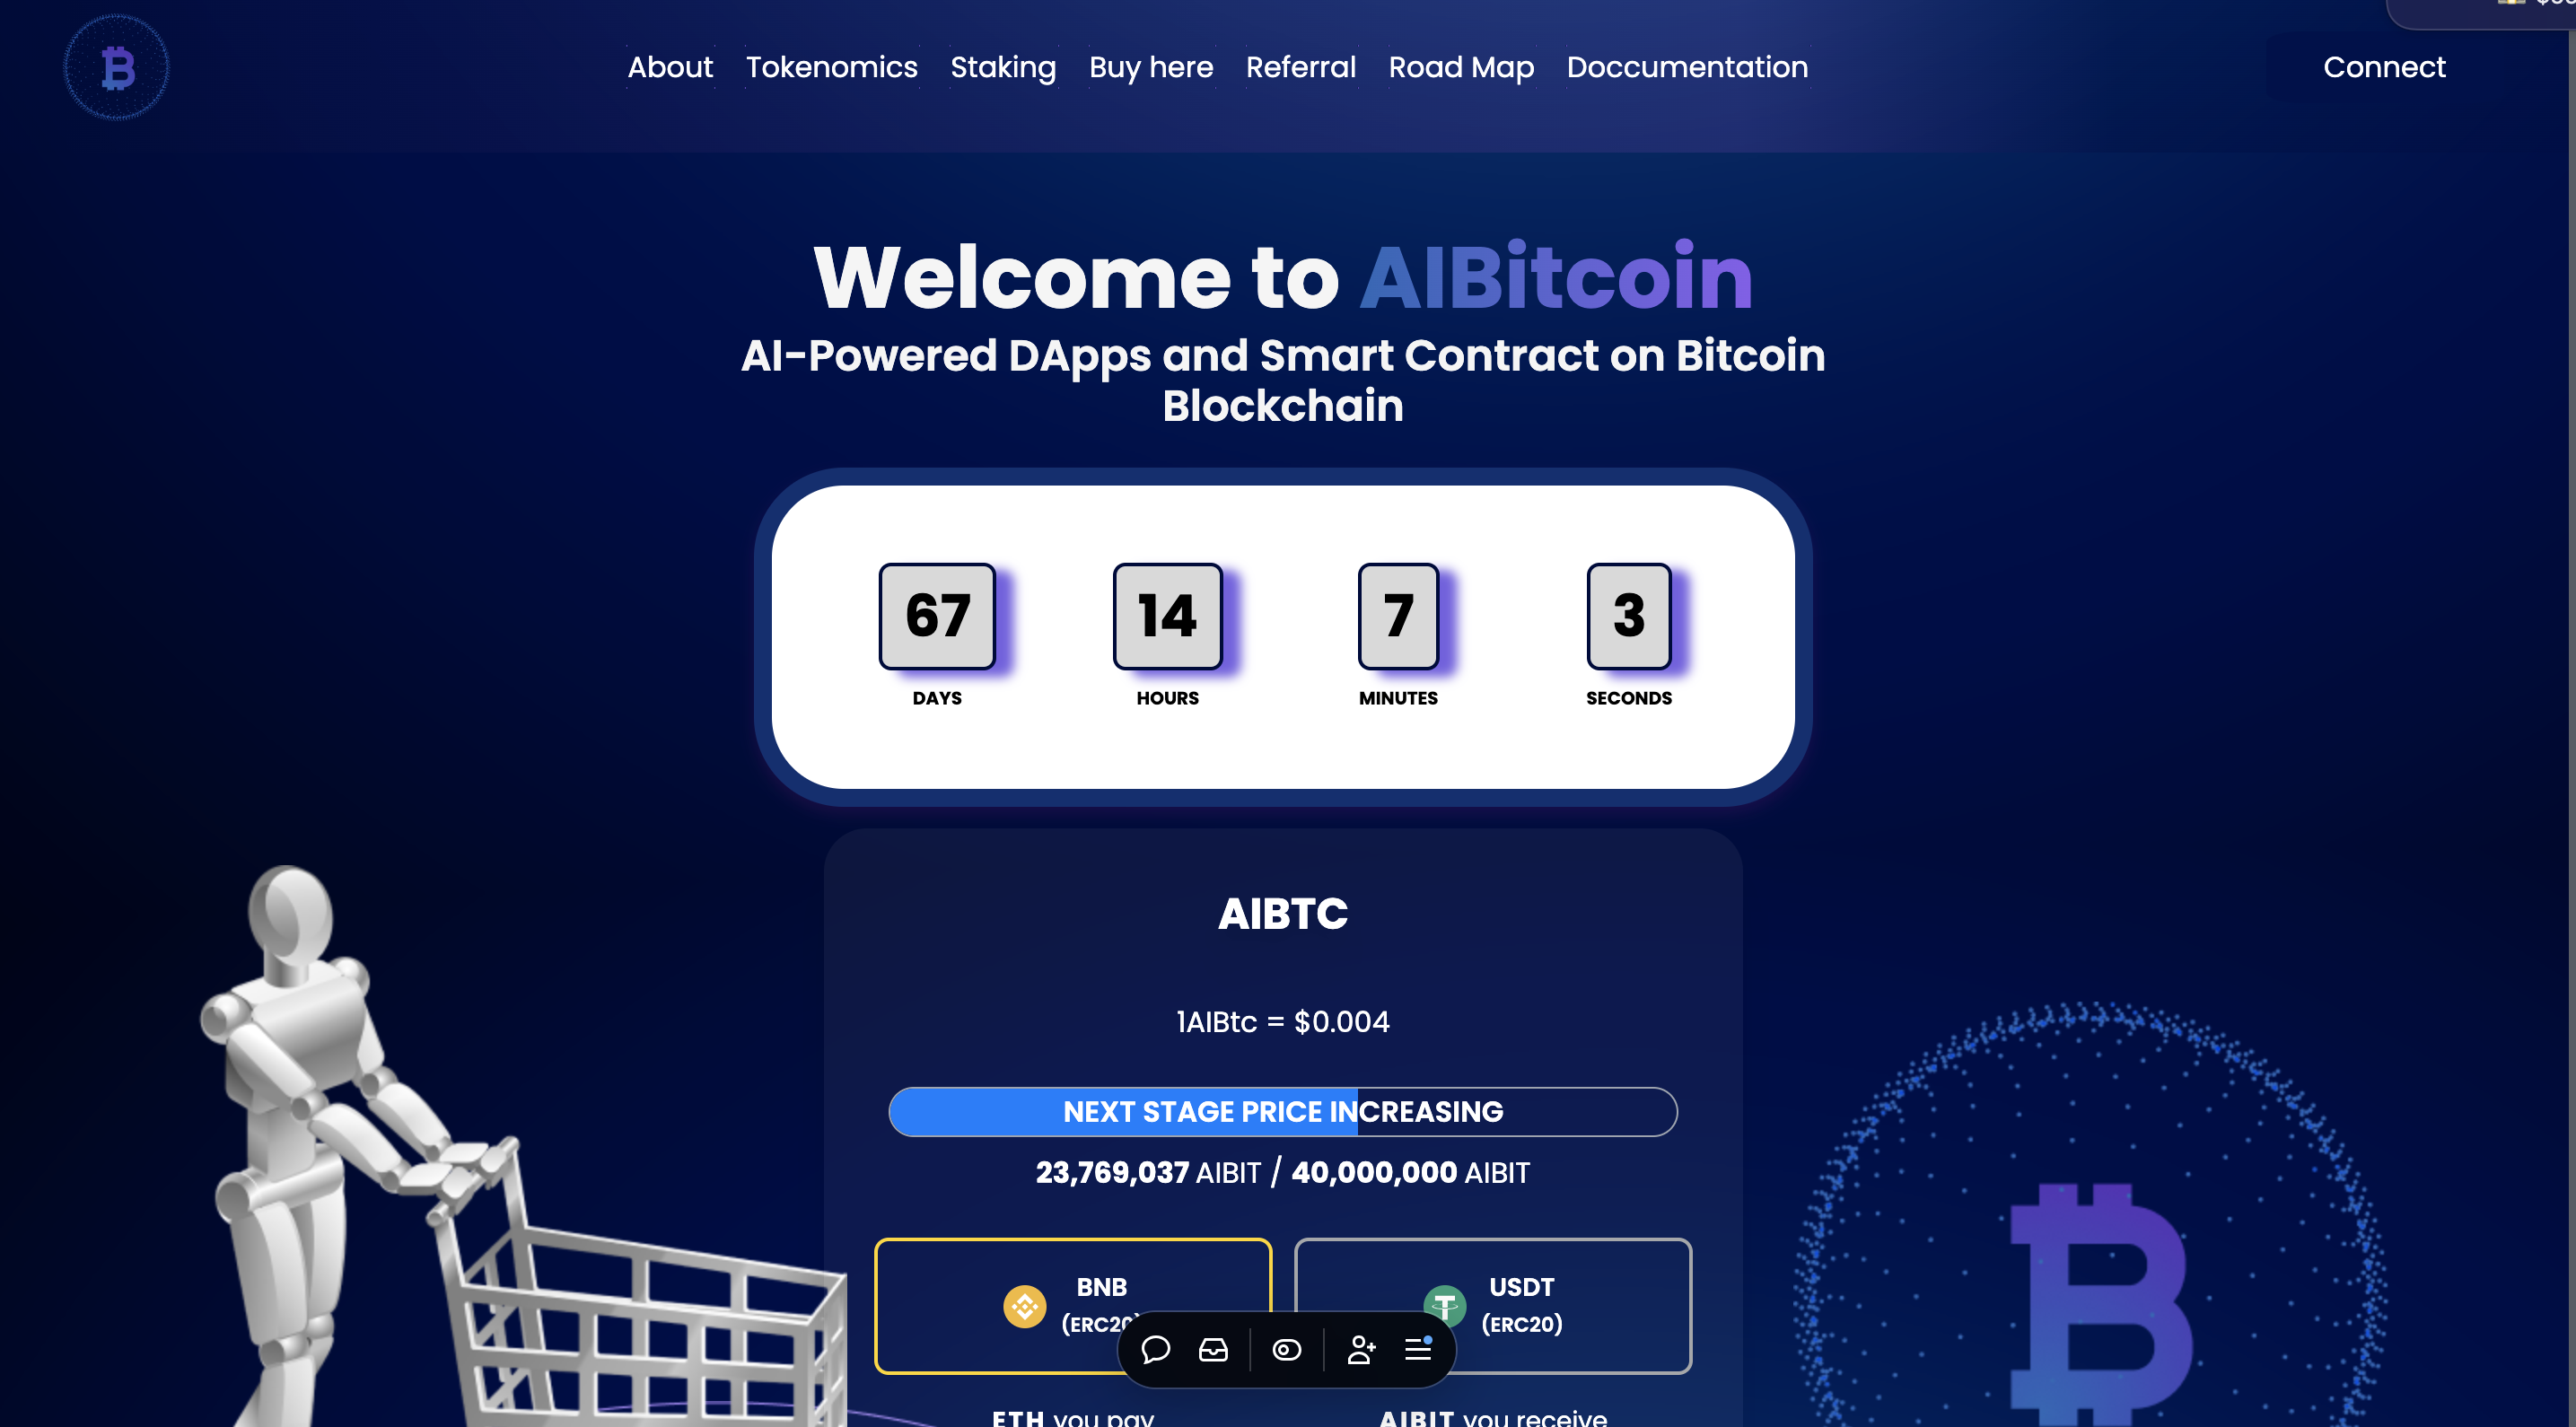 About Tokenomics Staking Buy here Referral Road Map Doccumentation Connect
Welcome to AIBitcoin
AI-Powered DApps and Smart Contract on Bitcoin
Blockchain
67 14 7 3
DAYS HOURS MINUTES SECONDS
AIBTC
1AIBtc = $0.004
NEXT STAGE PRICE INCREASING
23,769,037 AIBIT / 40,000,000 AIBIT
BNB USDT
(ERC20) (ERC20)
ETH you pay AIBIT you receive